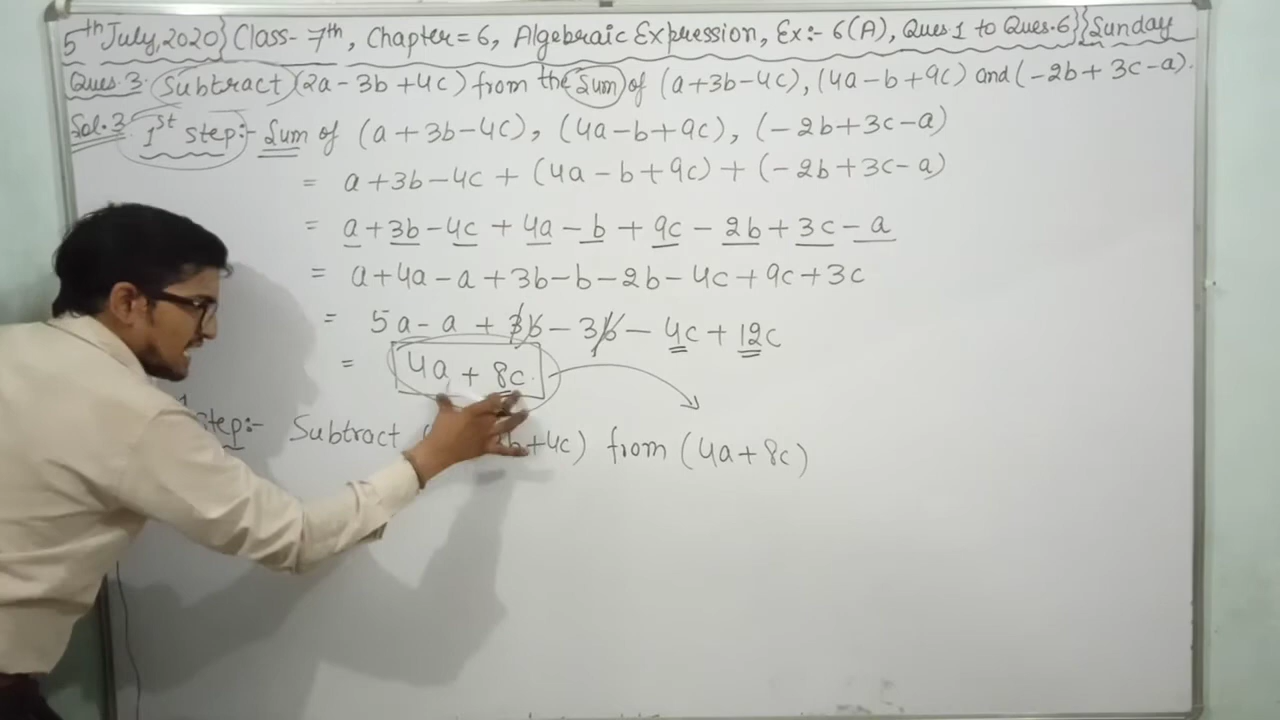 5th July, 2020} Class- 7th, Chapter = 6, Algebraic Expression, Ex:- 6(A), Ques.1 to Ques.6}} Sunday
Ques.3. Subtract (2a - 3b + 4c) from the sum of (a + 3b - 4c), (4a - b + 9c) and (-2b + 3c - a).
Sol.3 1st step:- Sum of (a + 3b - 4c), (4a - b + 9c), (-2b + 3c - a)
= a + 3b - 4c + (4a - b + 9c) + (-2b + 3c - a)
= a + 3b - 4c + 4a - b + 9c - 2b + 3c - a
= a + 4a - a + 3b - b - 2b - 4c + 9c + 3c
= 5a - a + 3b - 3b - 4c + 12c
= 4a + 8c
step:- Subtract ( b + 4c) from (4a + 8c)